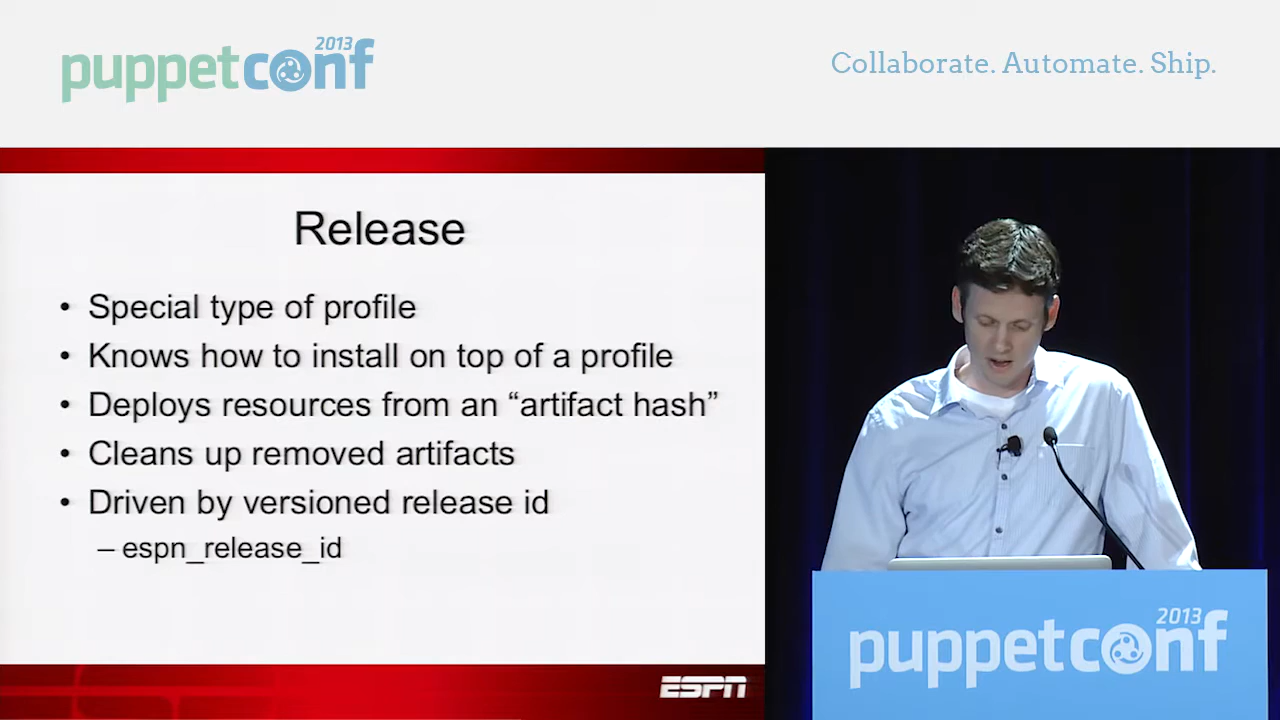 2013
puppetconf
Collaborate. Automate. Ship.
Release
• Special type of profile
• Knows how to install on top of a profile
• Deploys resources from an “artifact hash”
• Cleans up removed artifacts
• Driven by versioned release id
– espn_release_id
ESPN
2013
puppetconf